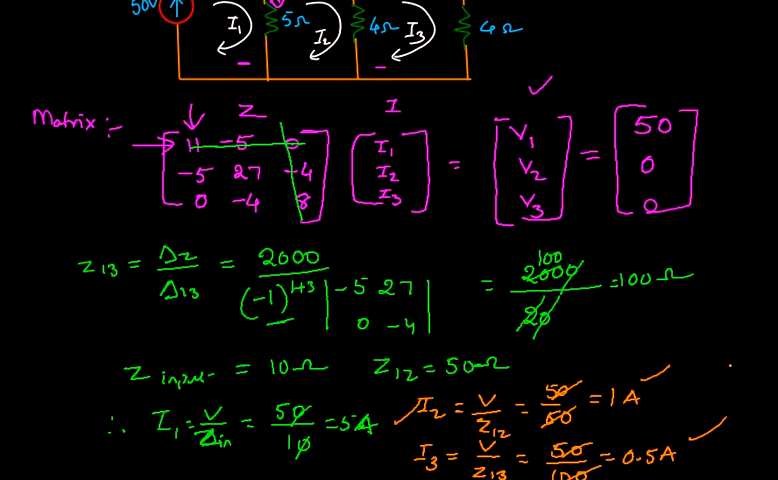 50V
I₁ 5Ω I₂ 4Ω I₃ 4Ω
- -
Matrix :- Z I
[11 -5 0] [I₁] = [V₁] = [50]
[-5 27 -4] [I₂] [V₂] [0]
[0 -4 8] [I₃] [V₃] [0]
Z₁₃ = Δz/Δ₁₃ = 2000/((-1)¹⁺³ |-5 27; 0 -4|) = 2000/20 100 = 100Ω
Z input = 10Ω Z₁₂ = 50Ω
∴ I₁ = V/Zin = 50/10 = 5A
I₂ = V/Z₁₂ = 50/50 = 1A
I₃ = V/Z₁₃ = 50/100 = 0.5A